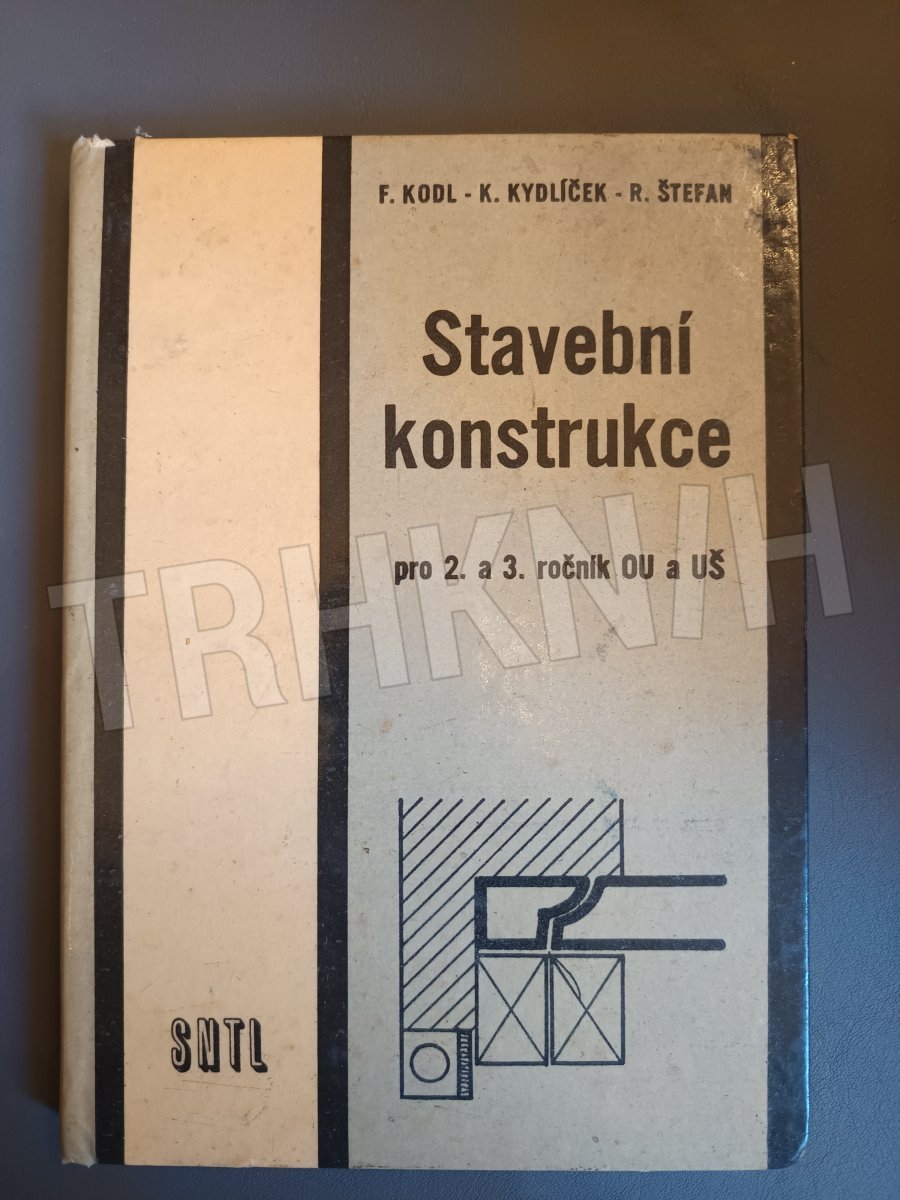 F. KODL - K. KYDLÍČEK - R. ŠTEFAN
Stavební
konstrukce
pro 2. a 3. ročník OU a UŠ
TRHKNIH
SNTL